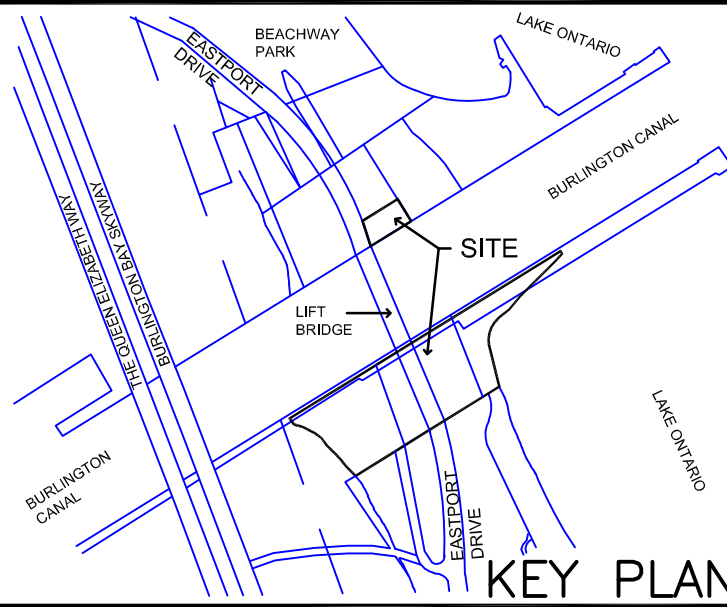 LAKE ONTARIO
BEACHWAY
PARK
EASTPORT
DRIVE
BURLINGTON CANAL
THE QUEEN ELIZABETH WAY
BURLINGTON BAY SKYWAY
SITE
LIFT
BRIDGE
LAKE ONTARIO
BURLINGTON
CANAL
EASTPORT
DRIVE
KEY PLAN